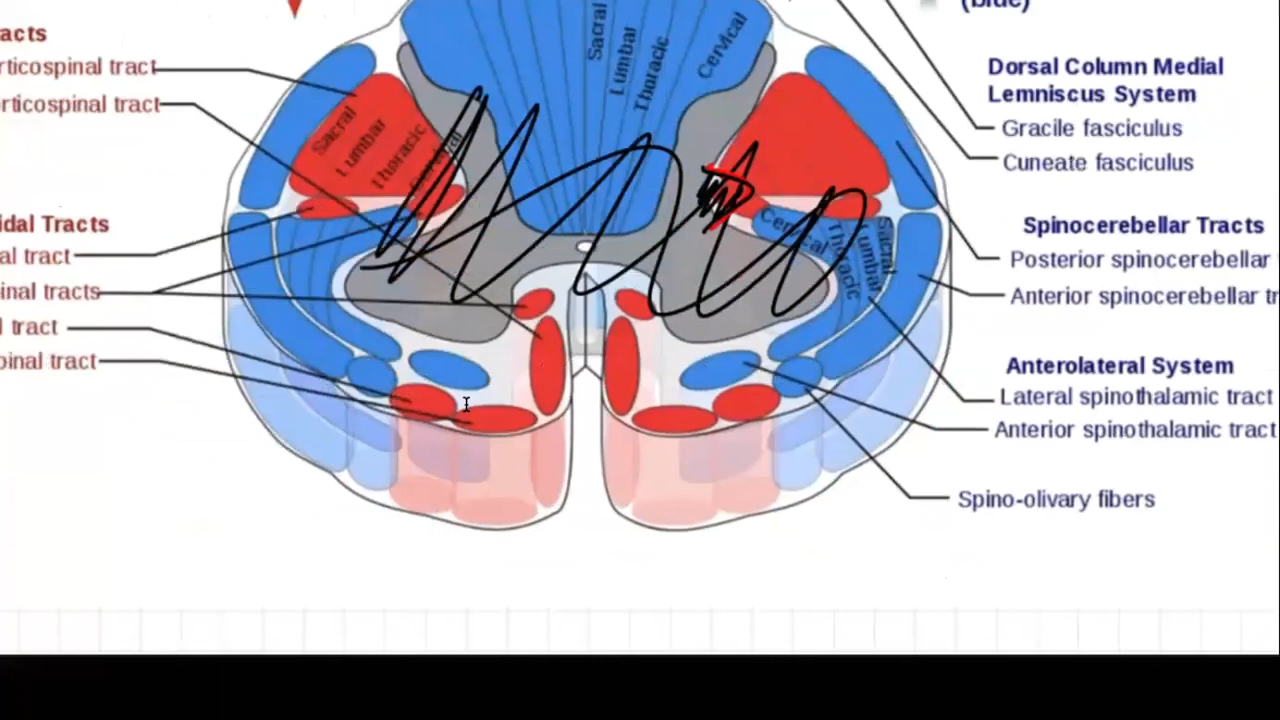 (blue)
acts
rticospinal tract
orticospinal tract
idal Tracts
al tract
inal tracts
l tract
pinal tract
Sacral
Lumbar
Thoracic
Cervical
Sacral
Lumbar
Thoracic
Cervical
Cervical
Thoracic
Lumbar
Sacral
Dorsal Column Medial
Lemniscus System
Gracile fasciculus
Cuneate fasciculus
Spinocerebellar Tracts
Posterior spinocerebellar
Anterior spinocerebellar tr
Anterolateral System
Lateral spinothalamic tract
Anterior spinothalamic tract
Spino-olivary fibers